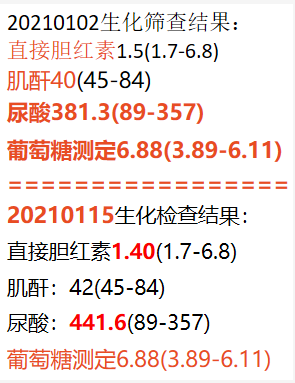 20210102生化筛查结果：
直接胆红素1.5(1.7-6.8)
肌酐40(45-84)
尿酸381.3(89-357)
葡萄糖测定6.88(3.89-6.11)
==================
20210115生化检查结果：
直接胆红素1.40(1.7-6.8)
肌酐：42(45-84)
尿酸：441.6(89-357)
葡萄糖测定6.88(3.89-6.11)